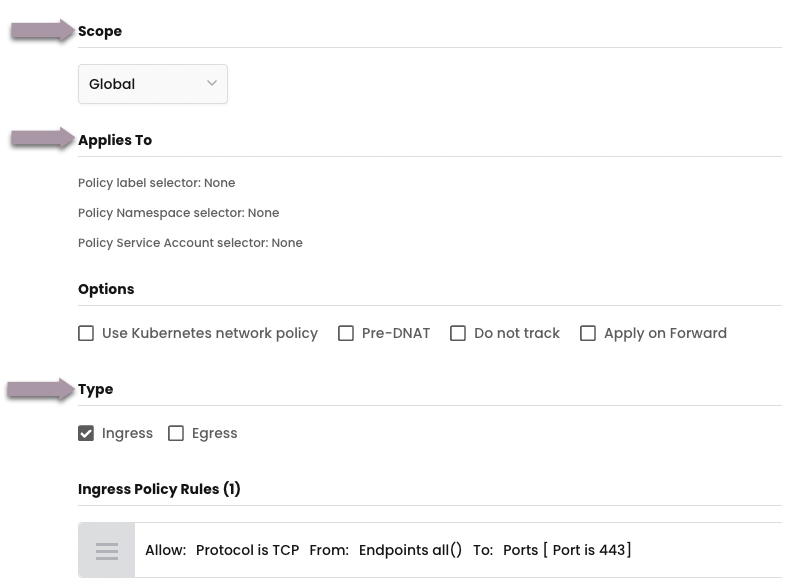 Scope
Global
Applies To
Policy label selector: None
Policy Namespace selector: None
Policy Service Account selector: None
Options
Use Kubernetes network policy Pre-DNAT Do not track Apply on Forward
Type
Ingress Egress
Ingress Policy Rules (1)
Allow: Protocol is TCP From: Endpoints all() To: Ports [ Port is 443]